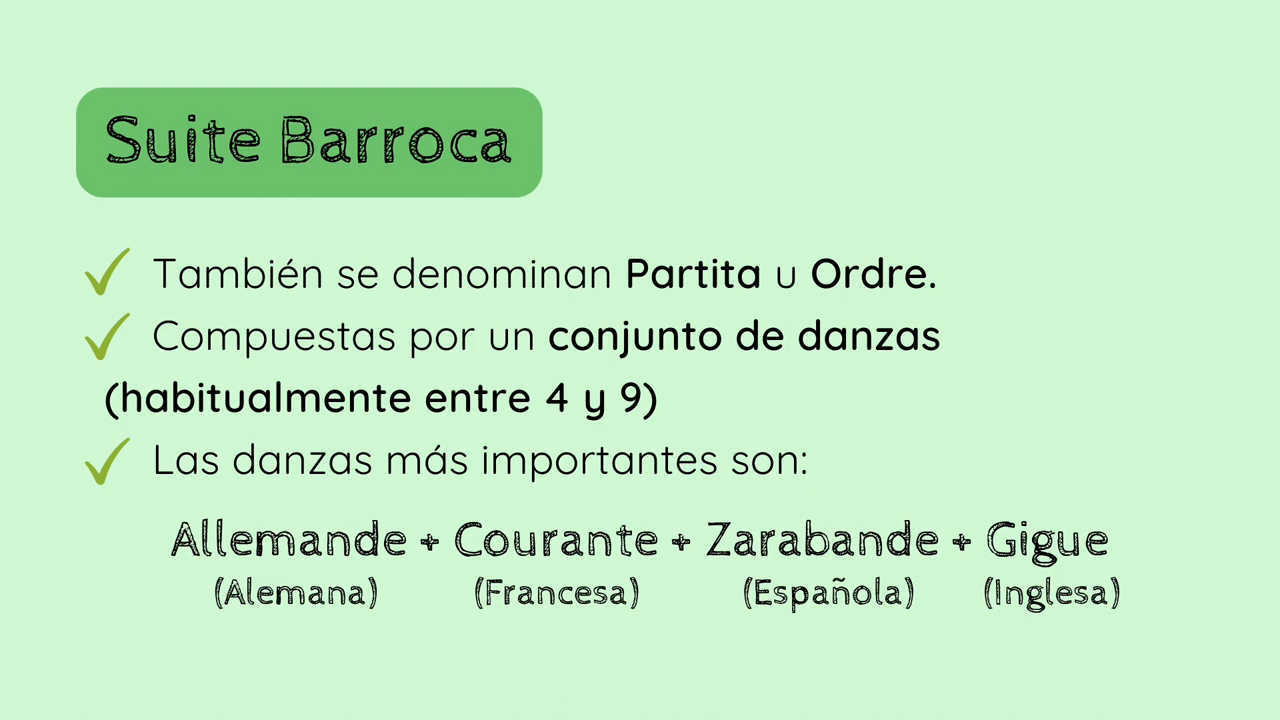 Suite Barroca
También se denominan Partita u Ordre.
Compuestas por un conjunto de danzas
(habitualmente entre 4 y 9)
Las danzas más importantes son:
Allemande + Courante + Zarabande + Gigue
(Alemana) (Francesa) (Española) (Inglesa)